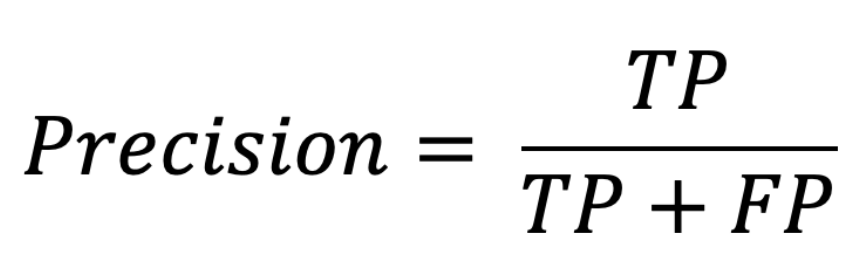 Precision = TP
TP + FP